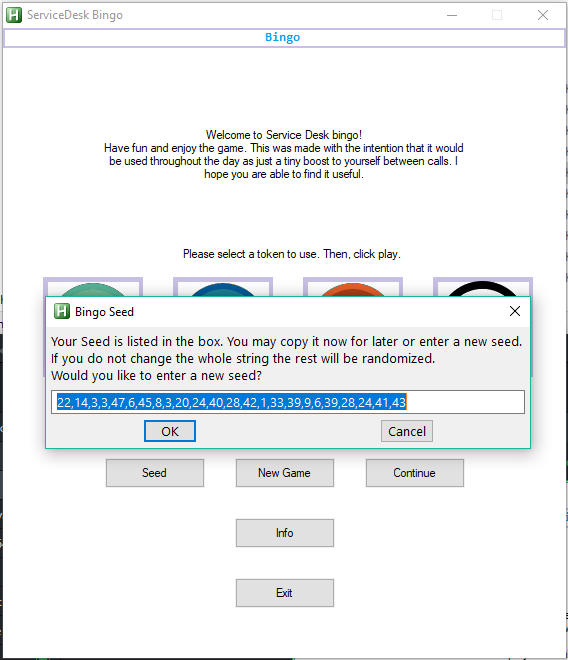 ServiceDesk Bingo
Bingo
Welcome to Service Desk bingo!
Have fun and enjoy the game. This was made with the intention that it would
be used throughout the day as just a tiny boost to yourself between calls. I
hope you are able to find it useful.
Please select a token to use. Then, click play.
Bingo Seed
Your Seed is listed in the box. You may copy it now for later or enter a new seed.
If you do not change the whole string the rest will be randomized.
Would you like to enter a new seed?
22,14,3,3,47,6,45,8,3,20,24,40,28,42,1,33,39,9,6,39,28,24,41,43
OK Cancel
Seed New Game Continue
Info
Exit